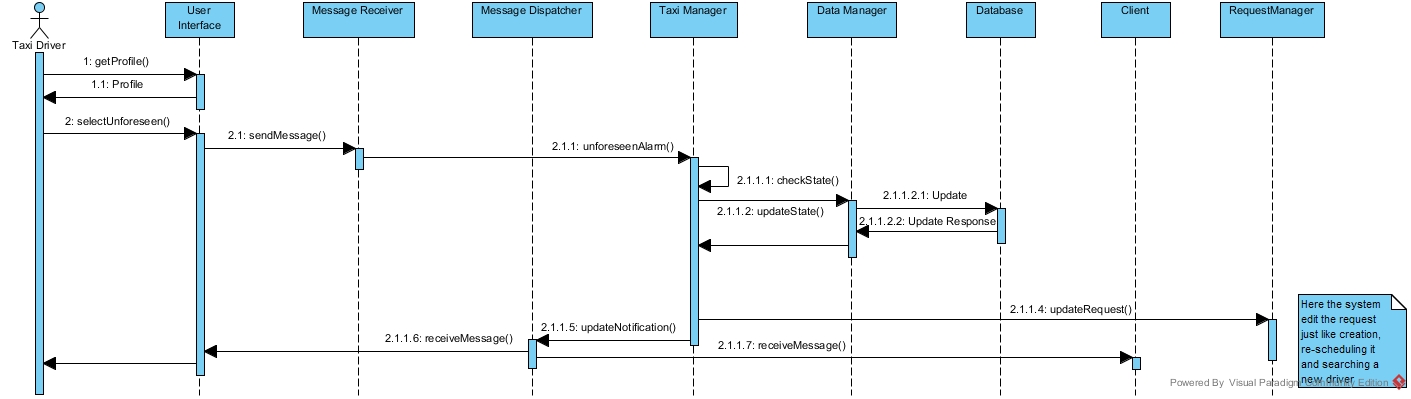 User
Interface
Message Receiver
Message Dispatcher
Taxi Manager
Data Manager
Database
Client
RequestManager
Taxi Driver
1: getProfile()
1.1: Profile
2: selectUnforeseen()
2.1: sendMessage()
2.1.1: unforeseenAlarm()
2.1.1.1: checkState()
2.1.1.2.1: Update
2.1.1.2: updateState()
2.1.1.2.2: Update Response
2.1.1.4: updateRequest()
2.1.1.5: updateNotification()
2.1.1.6: receiveMessage()
2.1.1.7: receiveMessage()
Here the system
edit the request
just like creation,
re-scheduling it
and searching a
new driver
Powered By Visual Paradigm Community Edition